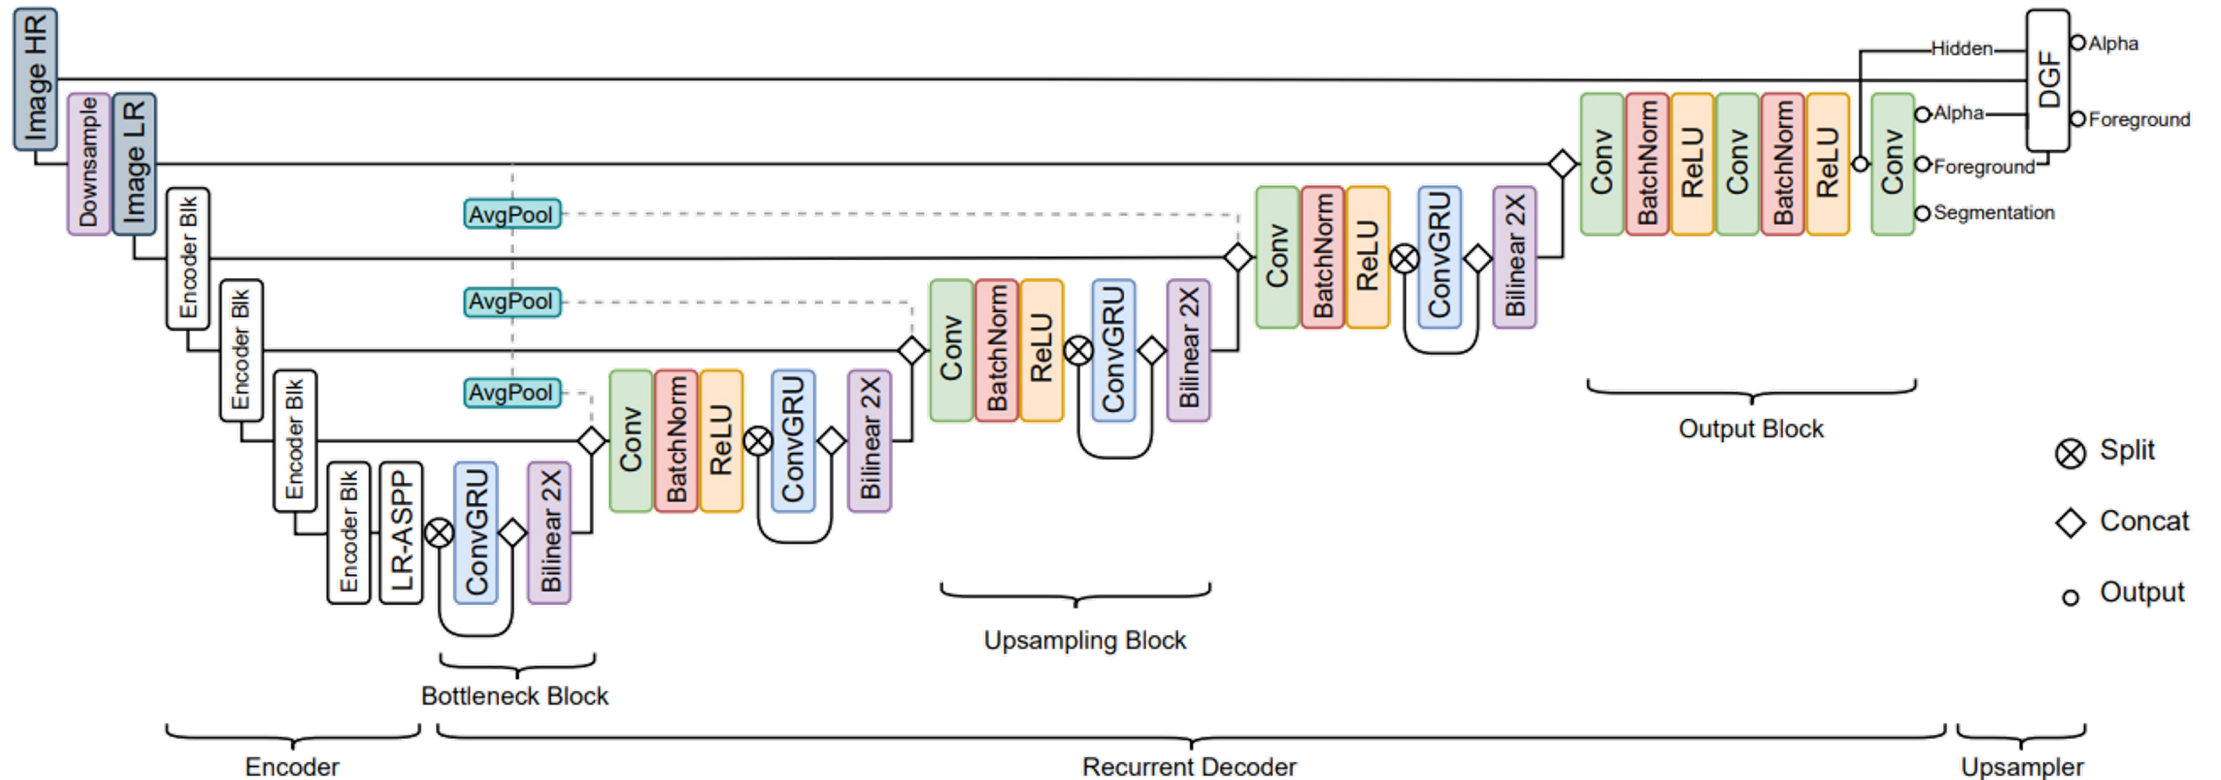 Image HR
Downsample
Image LR
Encoder Blk
Encoder Blk
Encoder Blk
Encoder Blk
LR-ASPP
ConvGRU
Bilinear 2X
AvgPool
AvgPool
AvgPool
Conv
BatchNorm
ReLU
ConvGRU
Bilinear 2X
Conv
BatchNorm
ReLU
ConvGRU
Bilinear 2X
Conv
BatchNorm
ReLU
ConvGRU
Bilinear 2X
Conv
BatchNorm
ReLU
Conv
BatchNorm
ReLU
Conv
Hidden
Alpha
Foreground
Segmentation
DGF
Alpha
Foreground
Output Block
Split
Concat
Output
Upsampling Block
Bottleneck Block
Encoder
Recurrent Decoder
Upsampler